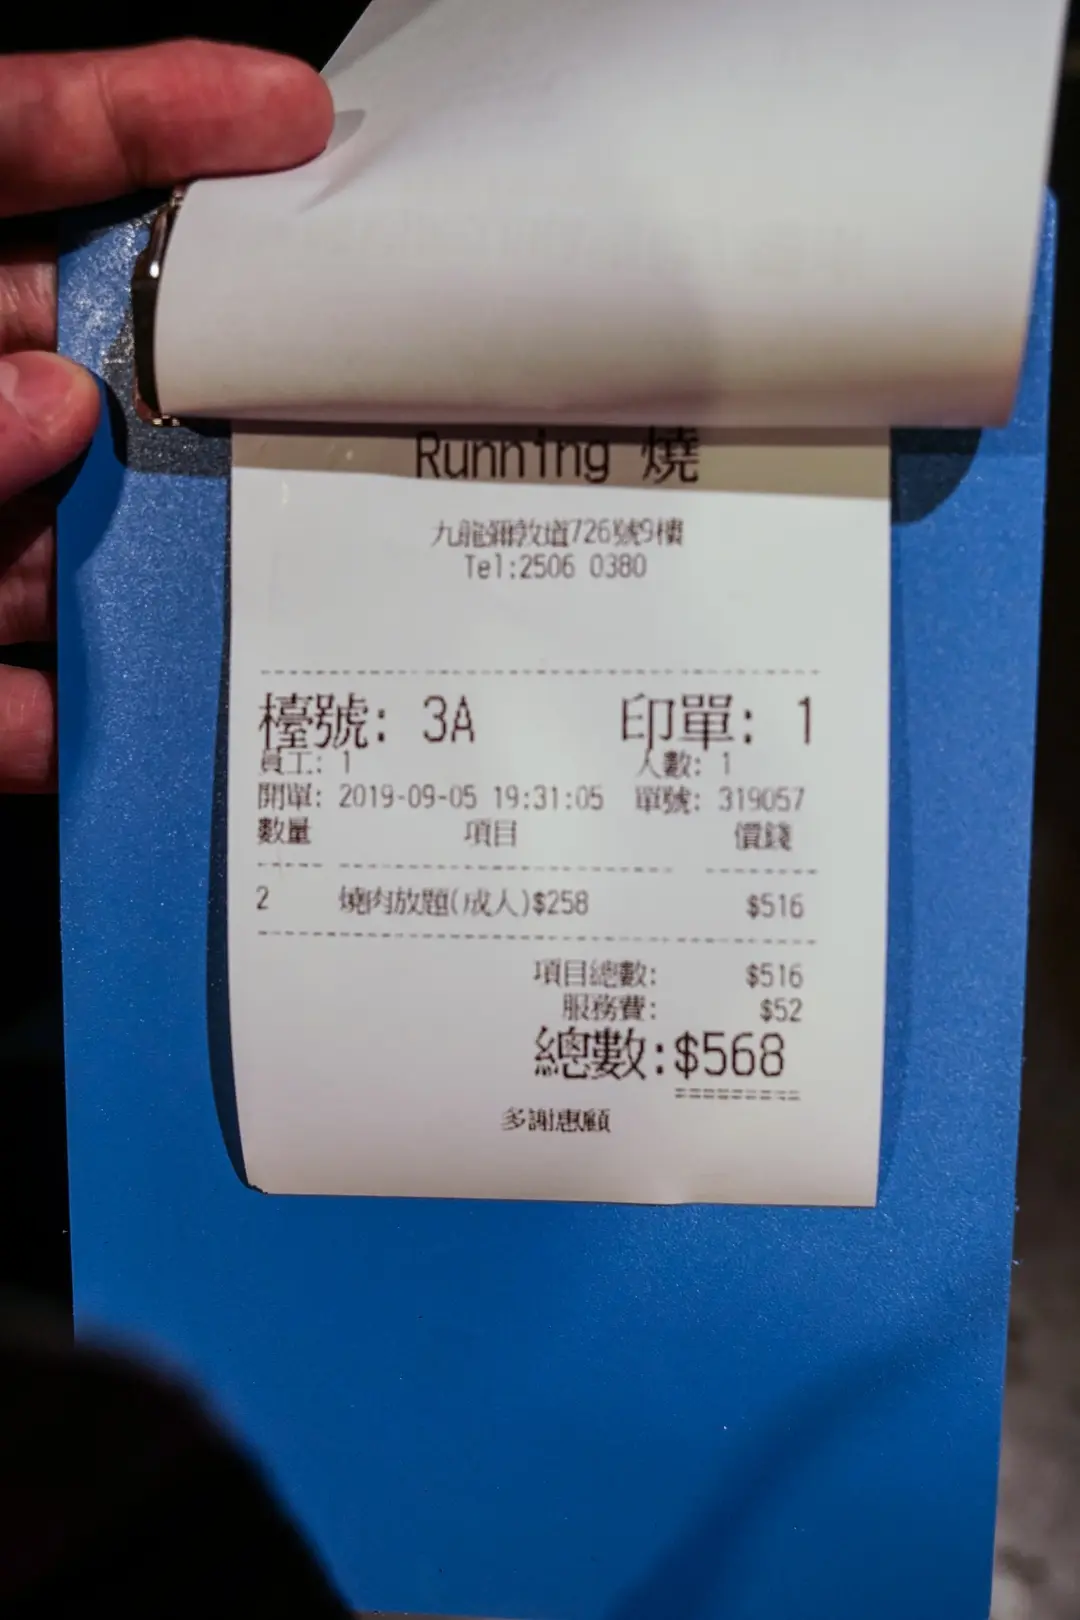 Running 燒
九龍彌敦道726號9樓
Tel:2506 0380
檯號: 3A 印單: 1
員工: 1 人數: 1
開單: 2019-09-05 19:31:05 單號: 319057
數量 項目 價錢
2 燒肉放題(成人)$258 $516
項目總數: $516
服務費: $52
總數:$568
多謝惠顧